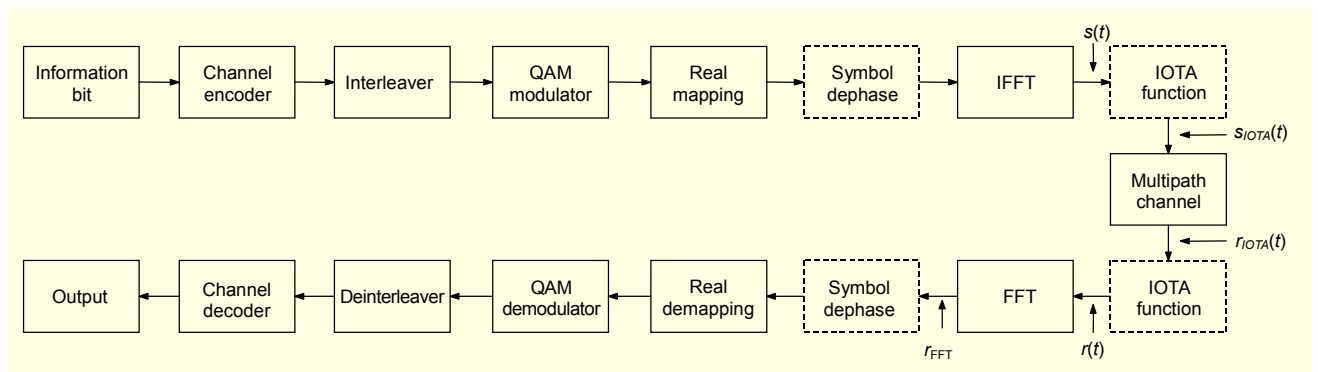 s(t)
Information
bit
Channel
encoder
Interleaver
QAM
modulator
Real
mapping
Symbol
dephase
IFFT
IOTA
function
sIOTA(t)
Multipath
channel
rIOTA(t)
Output
Channel
decoder
Deinterleaver
QAM
demodulator
Real
demapping
Symbol
dephase
FFT
IOTA
function
rFFT
r(t)